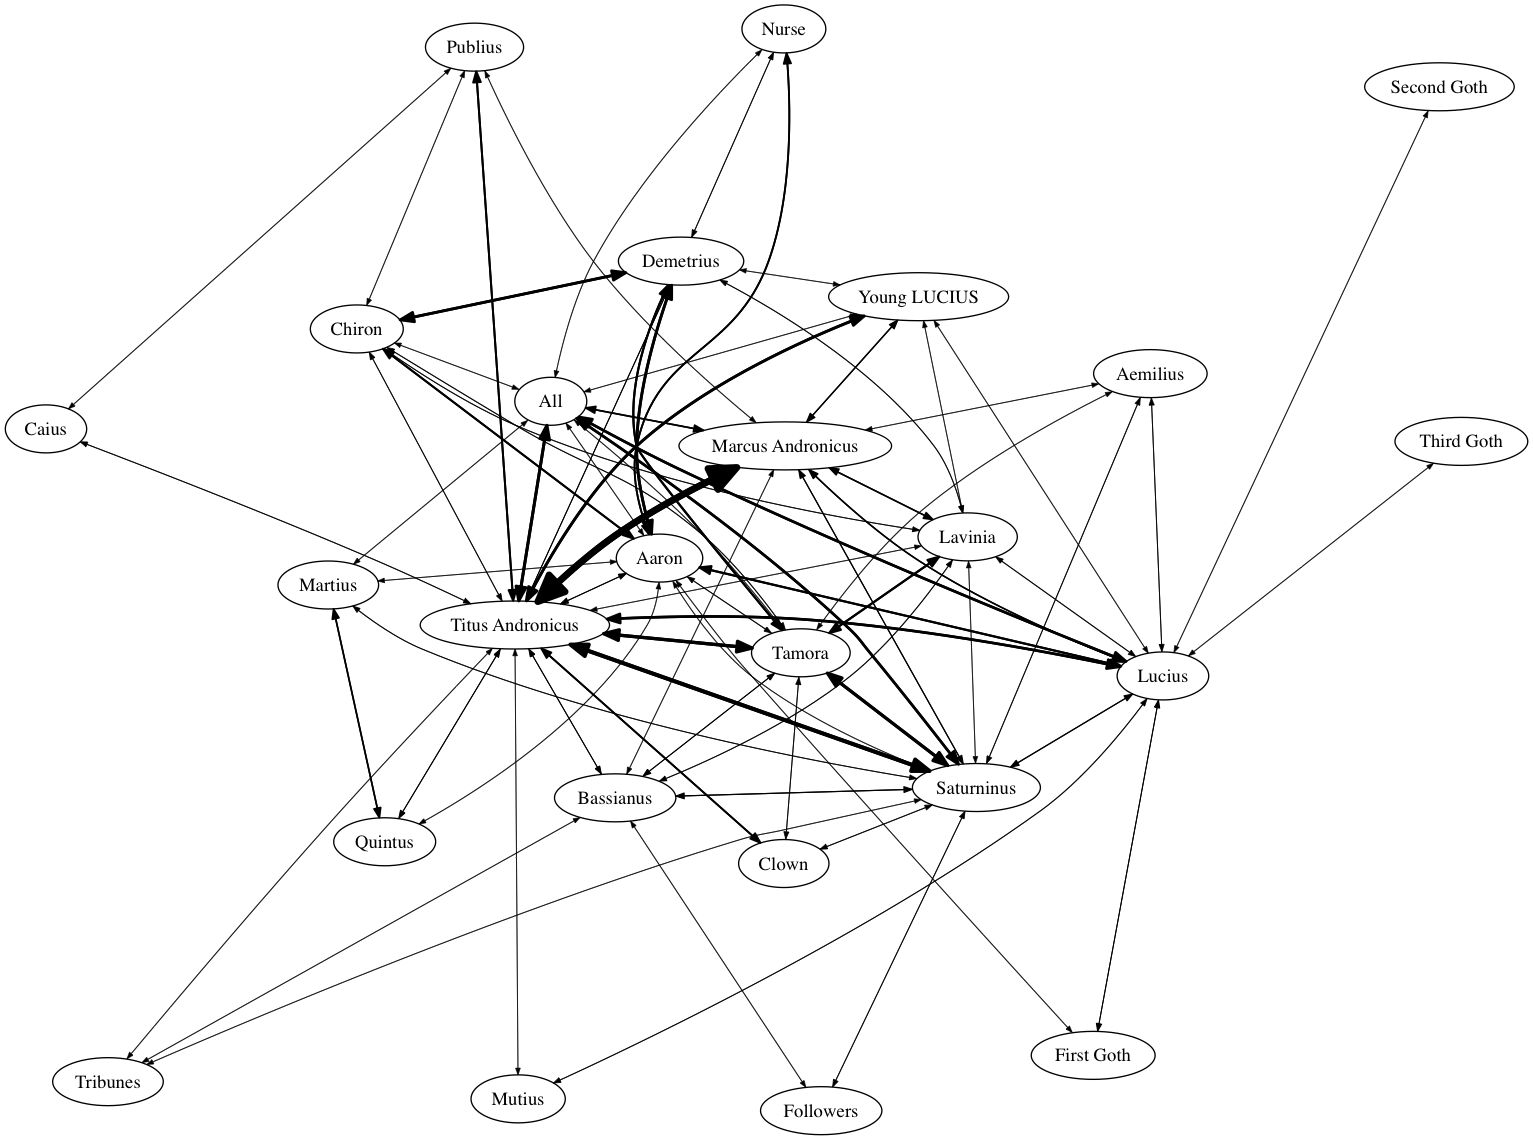 Nurse
Publius
Second Goth
Demetrius
Young LUCIUS
Chiron
Aemilius
All
Caius
Third Goth
Marcus Andronicus
Lavinia
Aaron
Martius
Titus Andronicus
Tamora
Lucius
Saturninus
Bassianus
Quintus
Clown
First Goth
Tribunes
Mutius
Followers